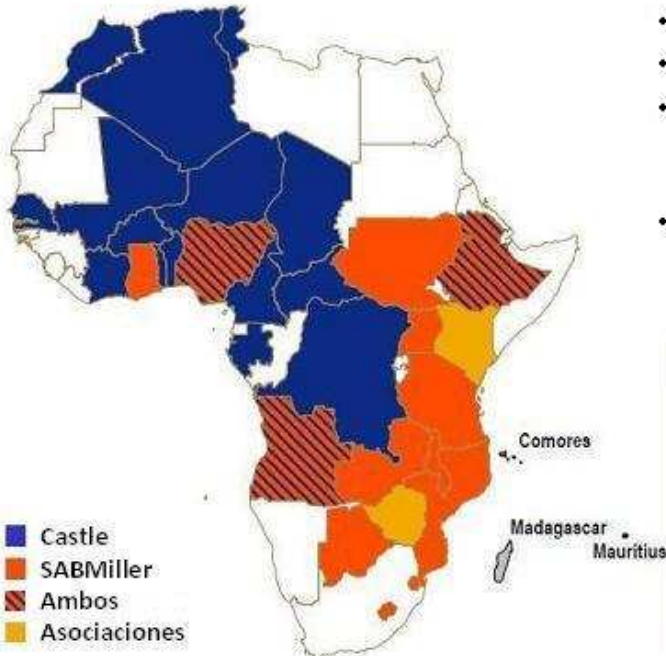 Comores
Madagascar
Mauritius
Castle
SABMiller
Ambos
Asociaciones